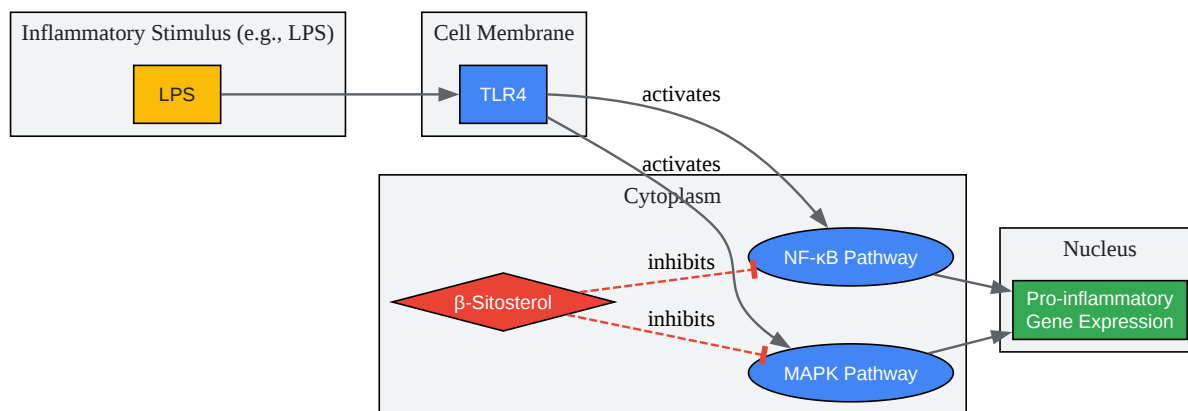 Inflammatory Stimulus (e.g., LPS)
LPS
Cell Membrane
TLR4
activates
activates
Cytoplasm
β-Sitosterol
inhibits
inhibits
NF-κB Pathway
MAPK Pathway
Nucleus
Pro-inflammatory
Gene Expression